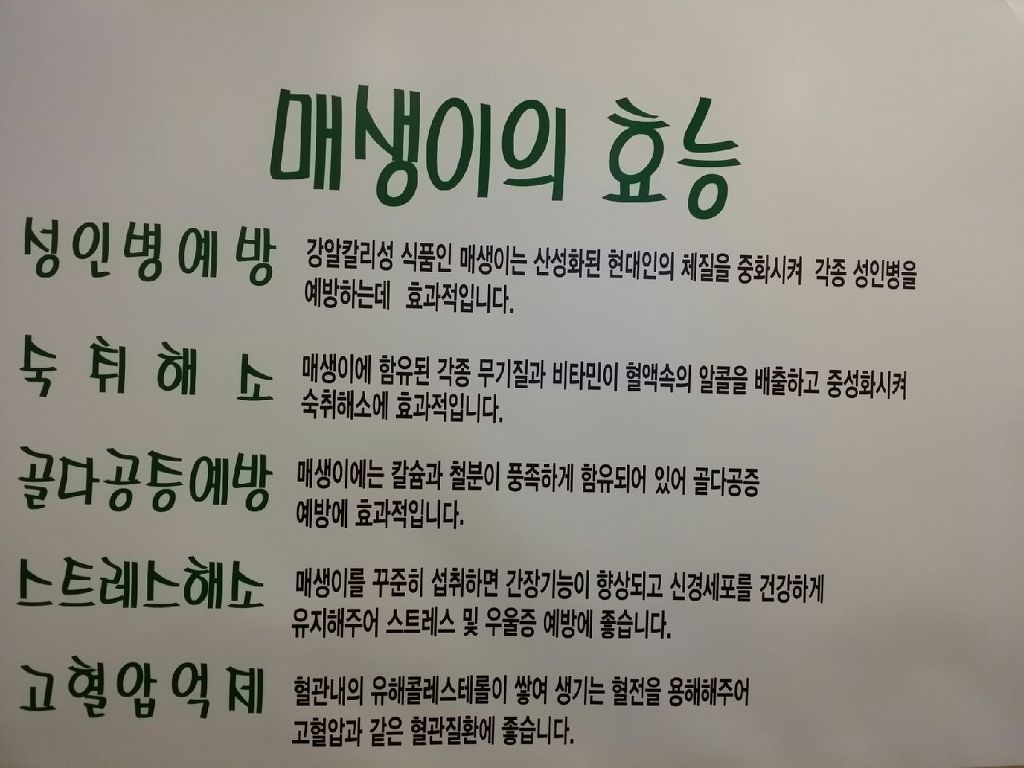 매생이의 효능
성인병예방
강알칼리성 식품인 매생이는 산성화된 현대인의 체질을 중화시켜 각종 성인병을
예방하는데 효과적입니다.
숙취해소
매생이에 함유된 각종 무기질과 비타민이 혈액속의 알콜을 배출하고 중성화시켜
숙취해소에 효과적입니다.
골다공통예방
매생이에는 칼슘과 철분이 풍족하게 함유되어 있어 골다공증
예방에 효과적입니다.
스트레스해소
매생이를 꾸준히 섭취하면 간장기능이 향상되고 신경세포를 건강하게
유지해주어 스트레스 및 우울증 예방에 좋습니다.
고혈압억제
혈관내의 유해콜레스테롤이 쌓여 생기는 혈전을 용해해주어
고혈압과 같은 혈관질환에 좋습니다.